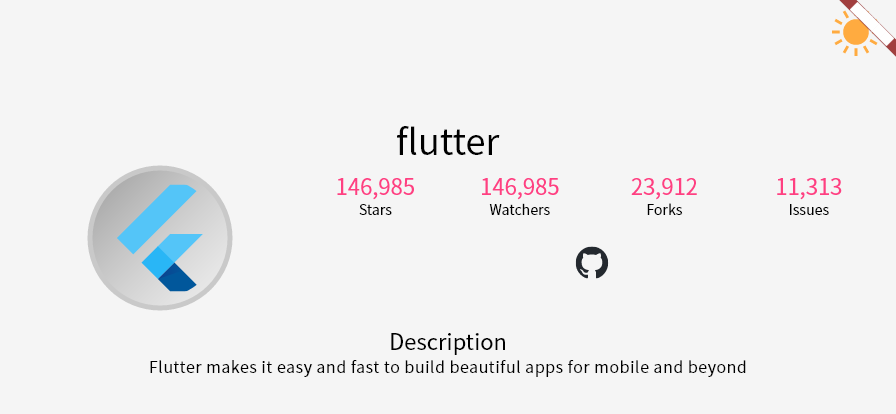 flutter
146,985 146,985 23,912 11,313
Stars Watchers Forks Issues
Description
Flutter makes it easy and fast to build beautiful apps for mobile and beyond